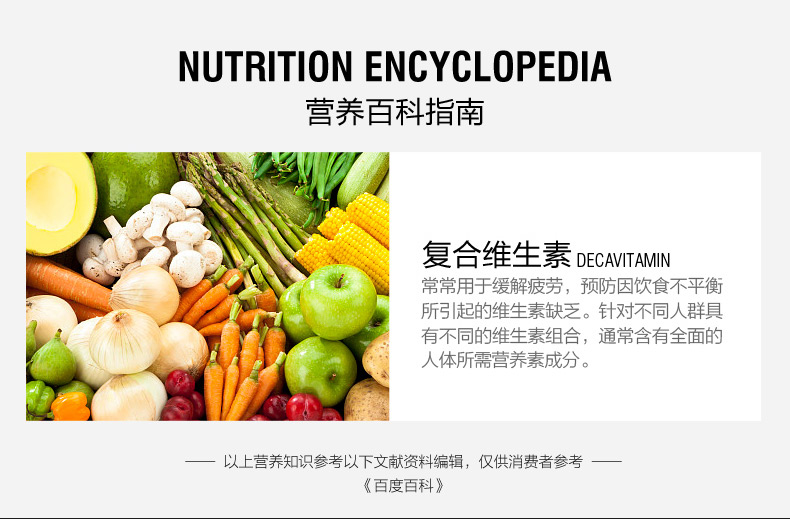 NUTRITION ENCYCLOPEDIA
营养百科指南
复合维生素 DECAVITAMIN
常常用于缓解疲劳，预防因饮食不平衡
所引起的维生素缺乏。针对不同人群具
有不同的维生素组合，通常含有全面的
人体所需营养素成分。
—— 以上营养知识参考以下文献资料编辑，仅供消费者参考 ——
《百度百科》